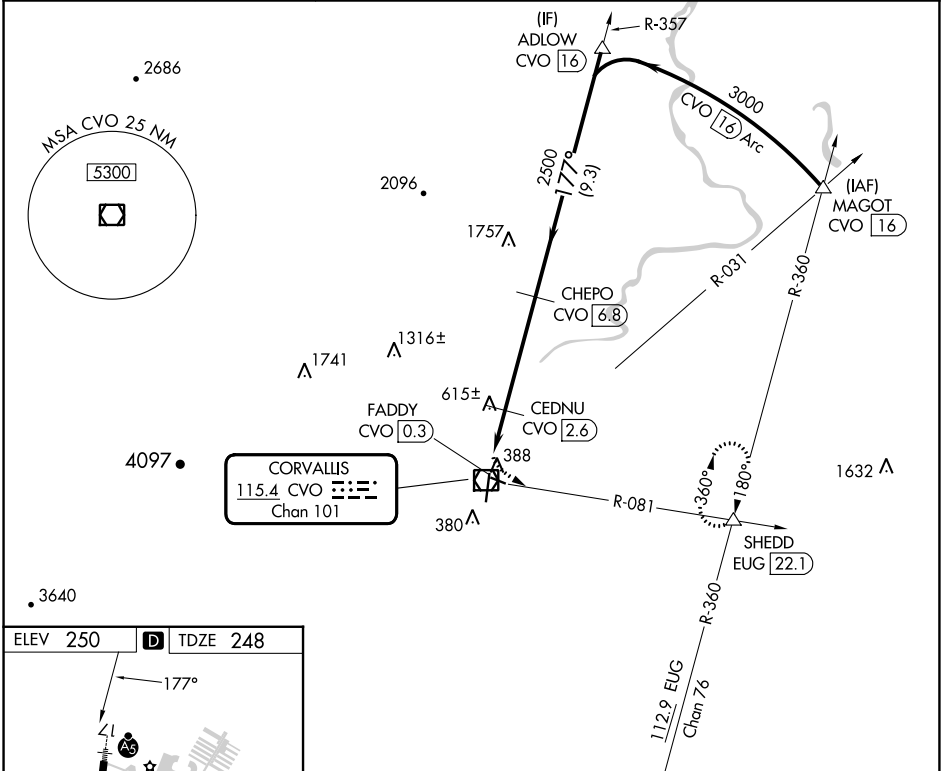 (IF)
ADLOW
CVO 16
R-357
2686
MSA CVO 25 NM
5300
3000
CVO 16 Arc
2500
177°
(9.3)
2096
(IAF)
MAGOT
CVO 16
1757
R-031
R-360
CHEPO
CVO 6.8
1316±
1741
615±
CEDNU
CVO 2.6
FADDY
CVO 0.3
388
4097
CORVALLIS
115.4 CVO
Chan 101
1632
360°
180°
R-081
380
SHEDD
EUG 22.1
3640
R-360
ELEV 250
D
TDZE 248
177°
17
A5
112.9 EUG
Chan 76